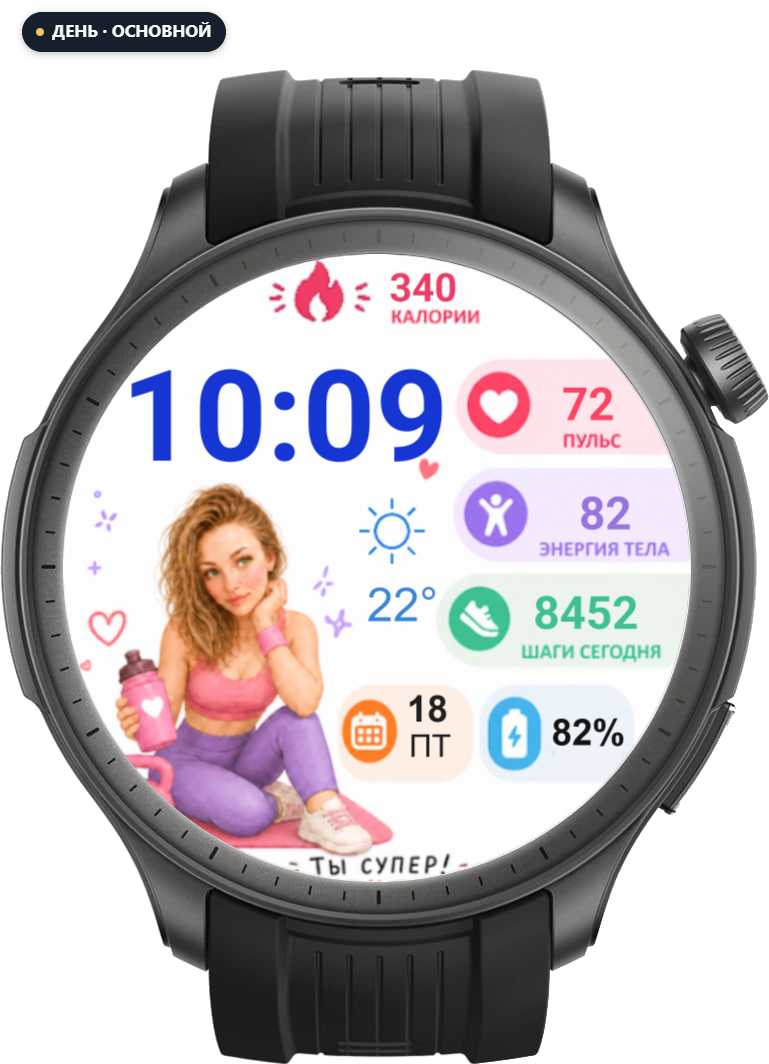 ДЕНЬ · ОСНОВНОЙ
340
КАЛОРИИ
10:09
72
ПУЛЬС
82
ЭНЕРГИЯ ТЕЛА
22°
8452
ШАГИ СЕГОДНЯ
18
ПТ
82%
- ТЫ СУПЕР! -